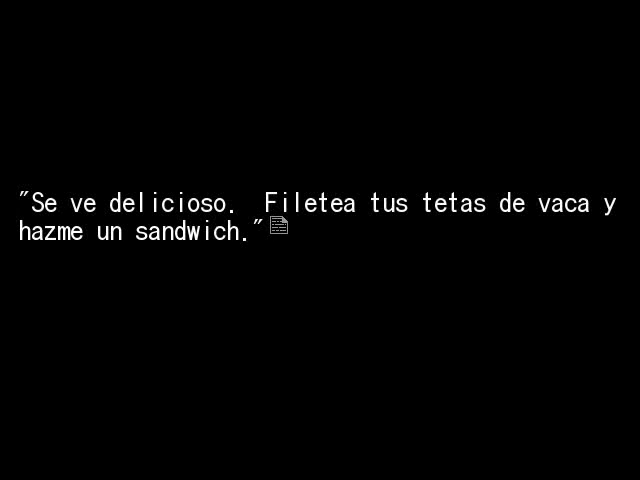 "Se ve delicioso.  Filetea tus tetas de vaca y
hazme un sandwich."